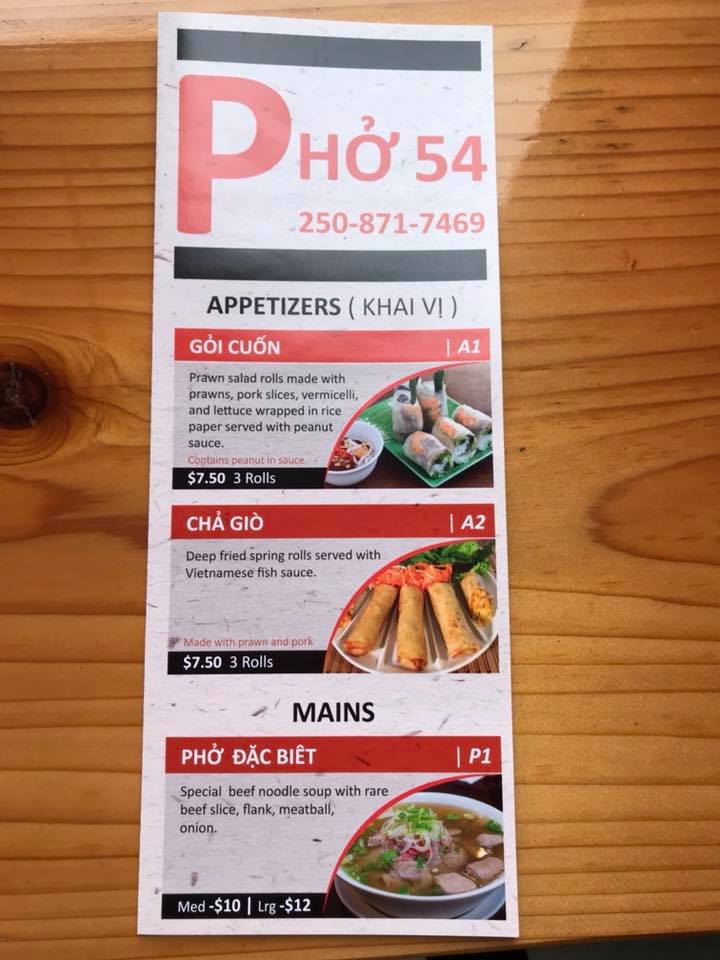 PHỞ 54
250-871-7469
APPETIZERS ( KHAI VỊ )
GỎI CUỐN | A1
Prawn salad rolls made with
prawns, pork slices, vermicelli,
and lettuce wrapped in rice
paper served with peanut
sauce.
Contains peanut in sauce.
$7.50 3 Rolls
CHẢ GIÒ | A2
Deep fried spring rolls served with
Vietnamese fish sauce.
Made with prawn and pork
$7.50 3 Rolls
MAINS
PHỞ ĐẶC BIÊT | P1
Special beef noodle soup with rare
beef slice, flank, meatball,
onion.
Med -$10 | Lrg -$12